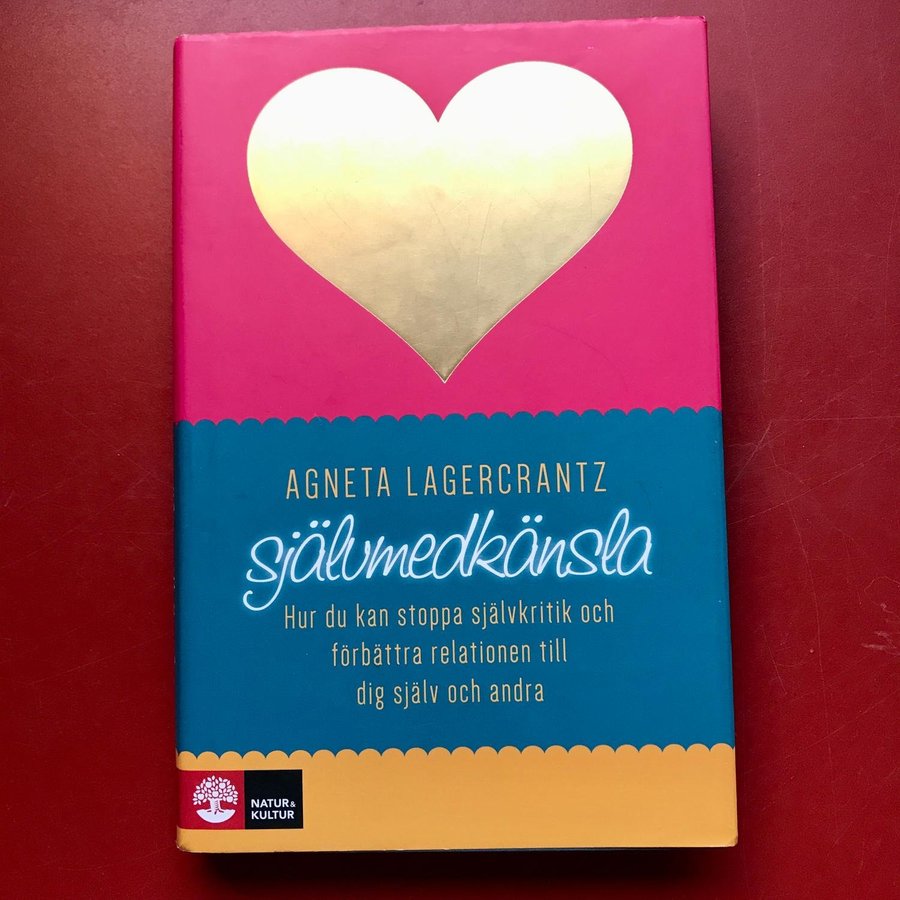 AGNETA LAGERCRANTZ
självmedkänsla
Hur du kan stoppa självkritik och
förbättra relationen till
dig själv och andra
NATUR&
KULTUR